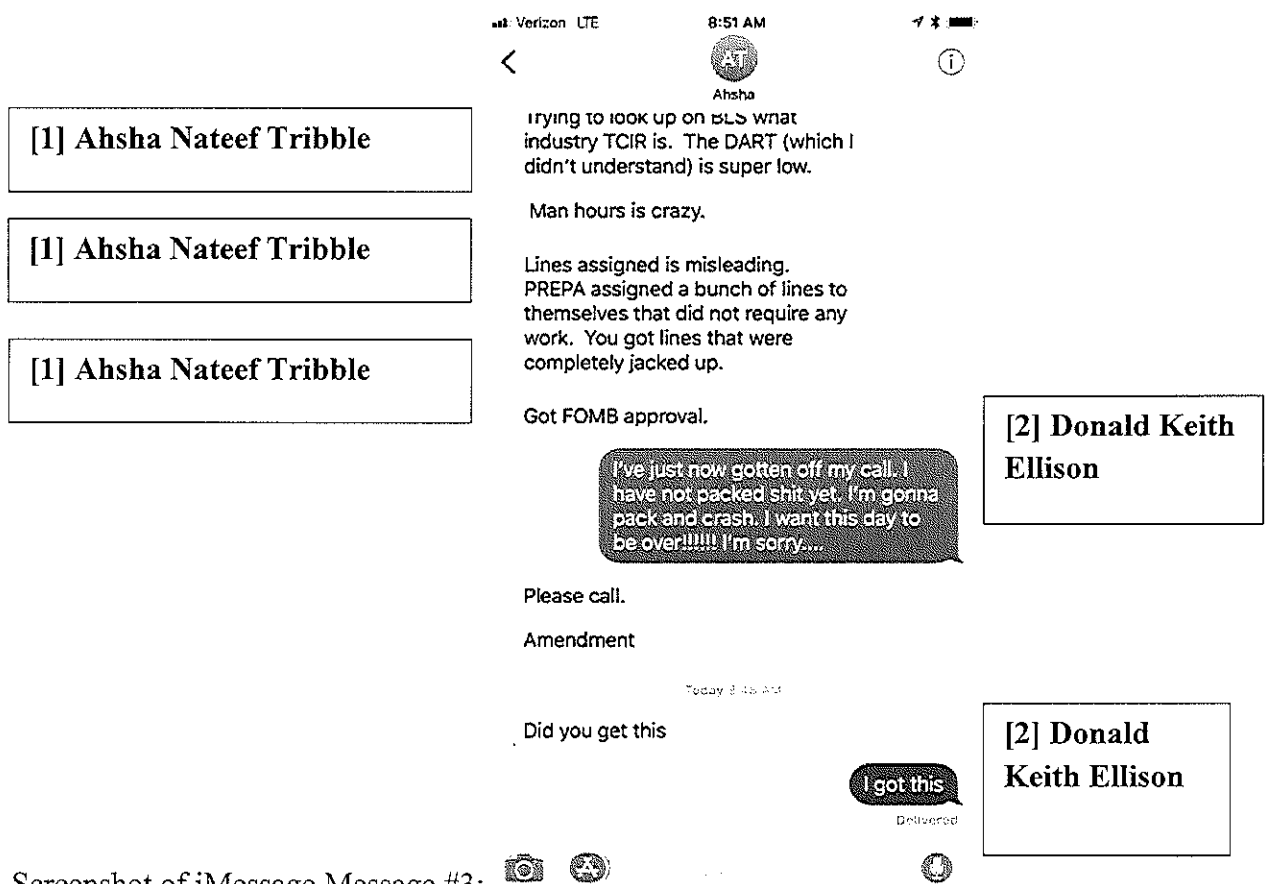 Verizon LTE 8:51 AM
AT
Ahsha
[1] Ahsha Nateef Tribble
Trying to look up on BLS what
industry TCIR is. The DART (which I
didn't understand) is super low.
Man hours is crazy.
[1] Ahsha Nateef Tribble
Lines assigned is misleading.
PREPA assigned a bunch of lines to
themselves that did not require any
work. You got lines that were
completely jacked up.
[1] Ahsha Nateef Tribble
Got FOMB approval.
[2] Donald Keith
Ellison
I've just now gotten off my call. I
have not packed shit yet. I'm gonna
pack and crash. I want this day to
be over!!!!!! I'm sorry....
Please call.
Amendment
Today
Did you get this
[2] Donald
Keith Ellison
I got this
Delivered
Screenshot of iMessage Message #3: